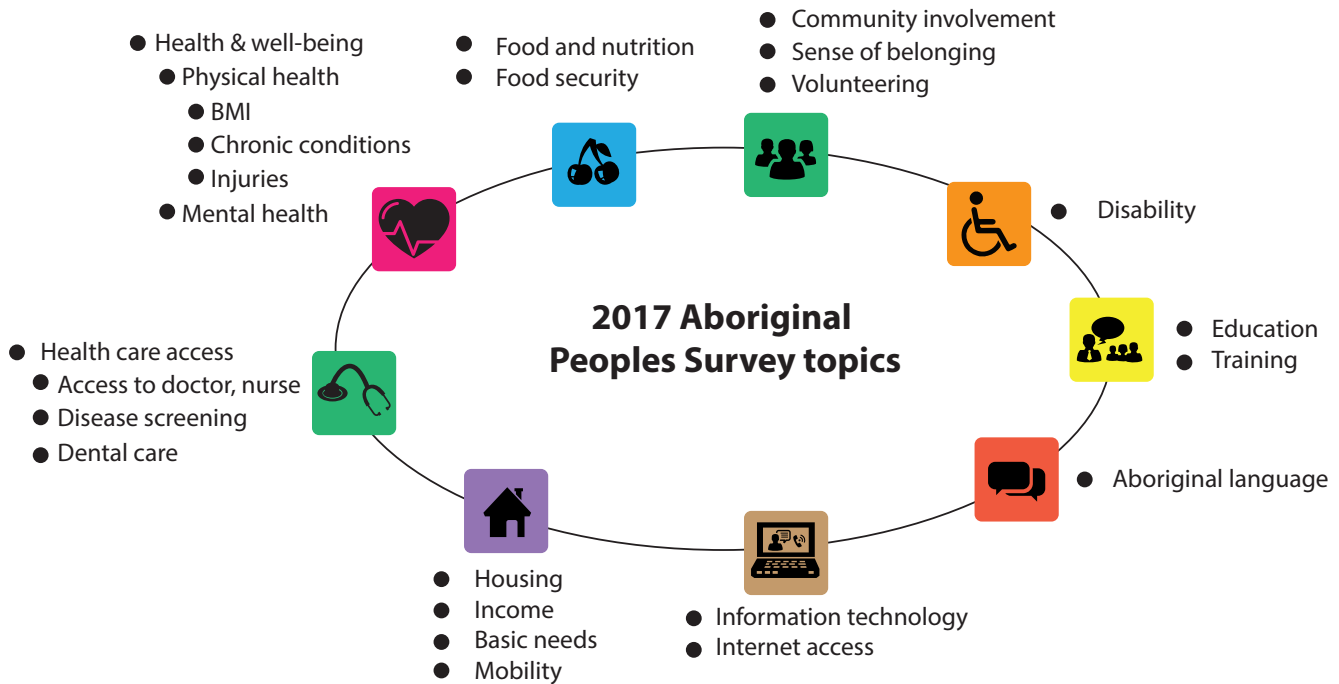 Health & well-being
Physical health
BMI
Chronic conditions
Injuries
Mental health
Food and nutrition
Food security
Community involvement
Sense of belonging
Volunteering
Disability
2017 Aboriginal
Peoples Survey topics
Education
Training
Health care access
Access to doctor, nurse
Disease screening
Dental care
Aboriginal language
Housing
Income
Basic needs
Mobility
Information technology
Internet access